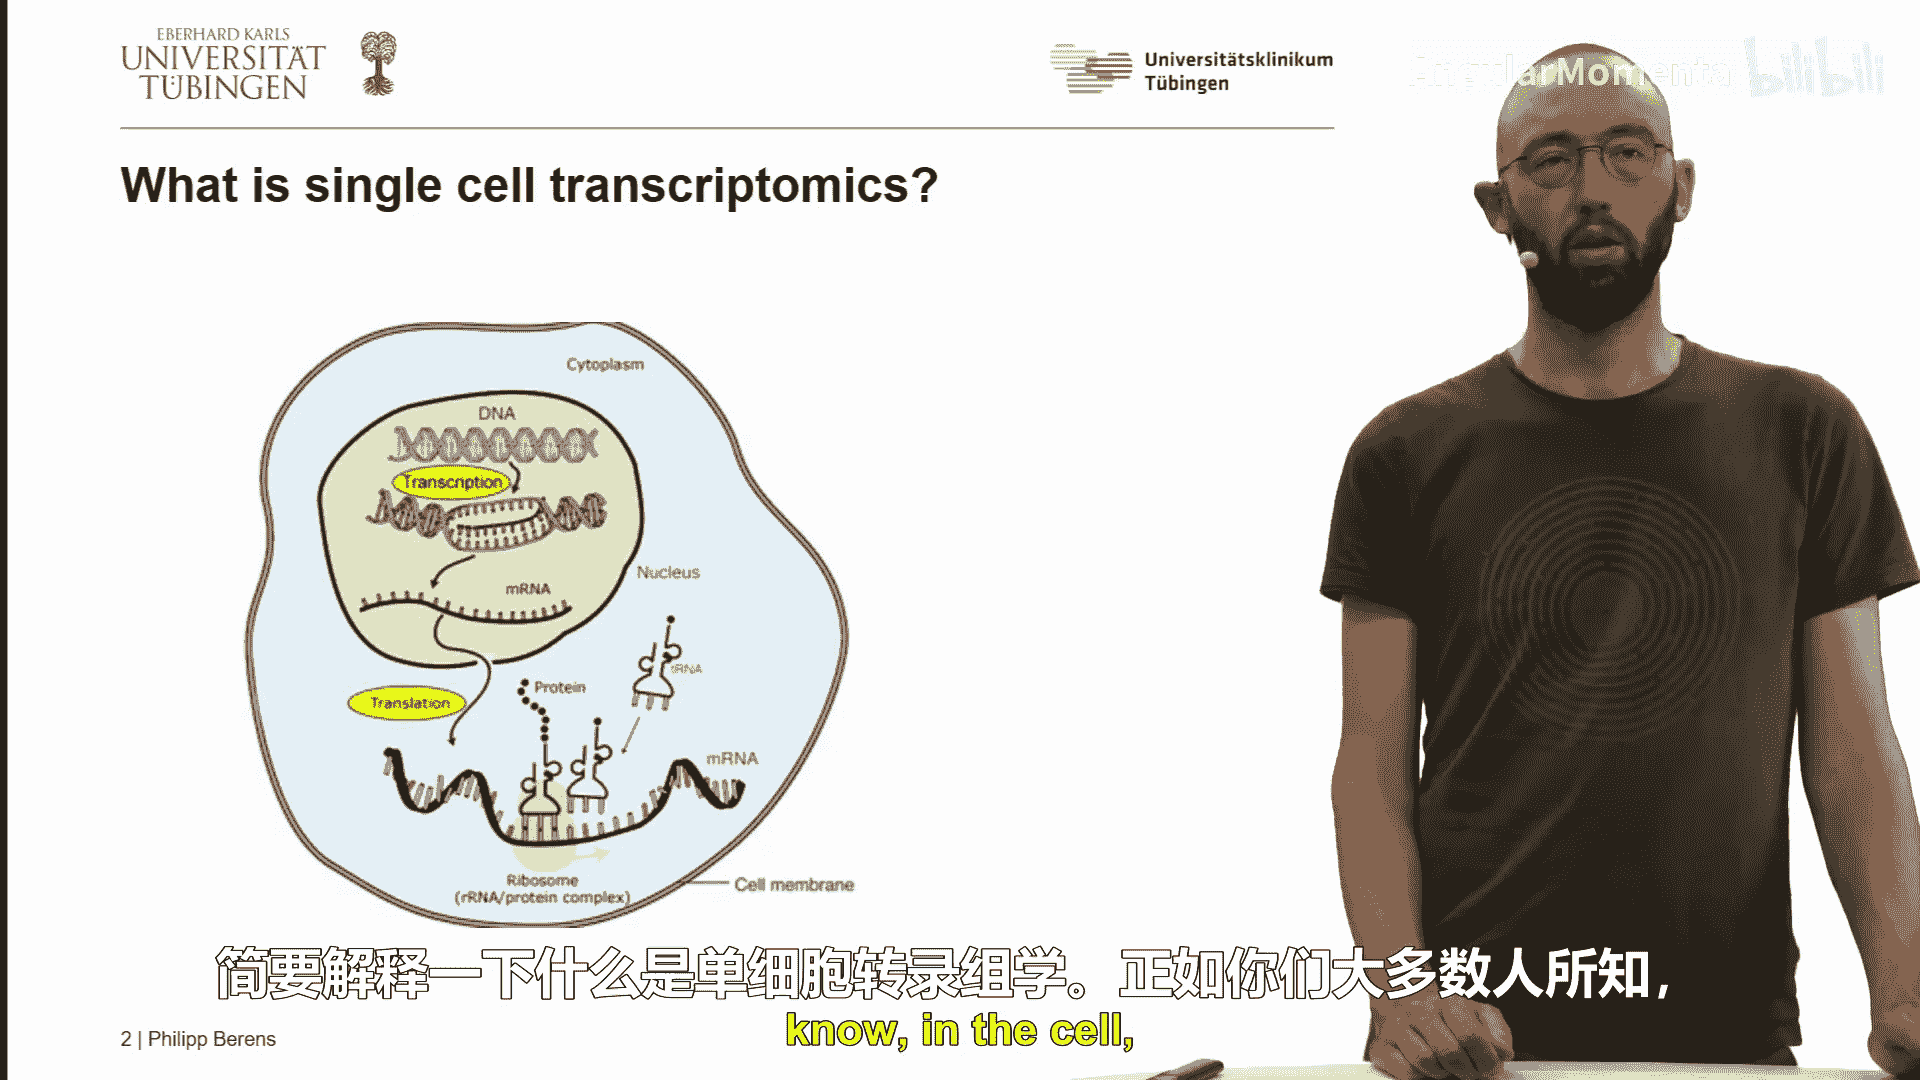 EBERHARD KARLS
UNIVERSITÄT
TÜBINGEN
Universitätsklinikum
Tübingen
AngularMomenta bilibili
What is single cell transcriptomics?
Cytoplasm
DNA
Transcription
Nucleus
mRNA
tRNA
Translation
Protein
mRNA
Ribosome
(rRNA/protein complex)
Cell membrane
简要解释一下什么是单细胞转录组学。正如你们大多数人所知，
know, in the cell,
2 | Philipp Berens